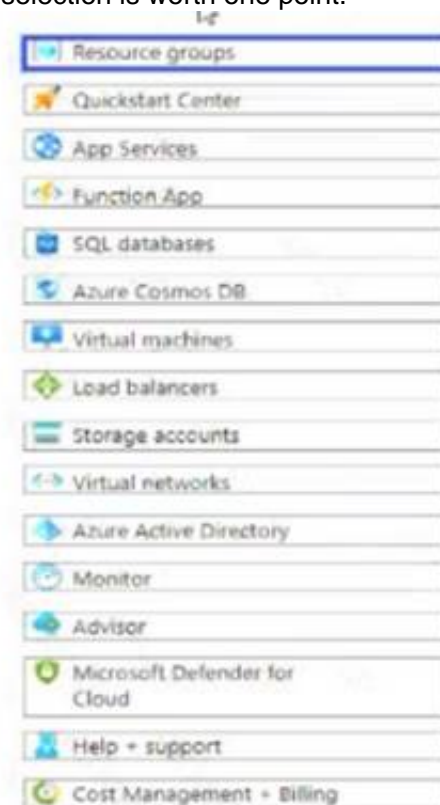 selection is worth one point.
Resource groups
Quickstart Center
App Services
Function App
SQL databases
Azure Cosmos DB
Virtual machines
Load balancers
Storage accounts
Virtual networks
Azure Active Directory
Monitor
Advisor
Microsoft Defender for
Cloud
Help + support
Cost Management + Billing